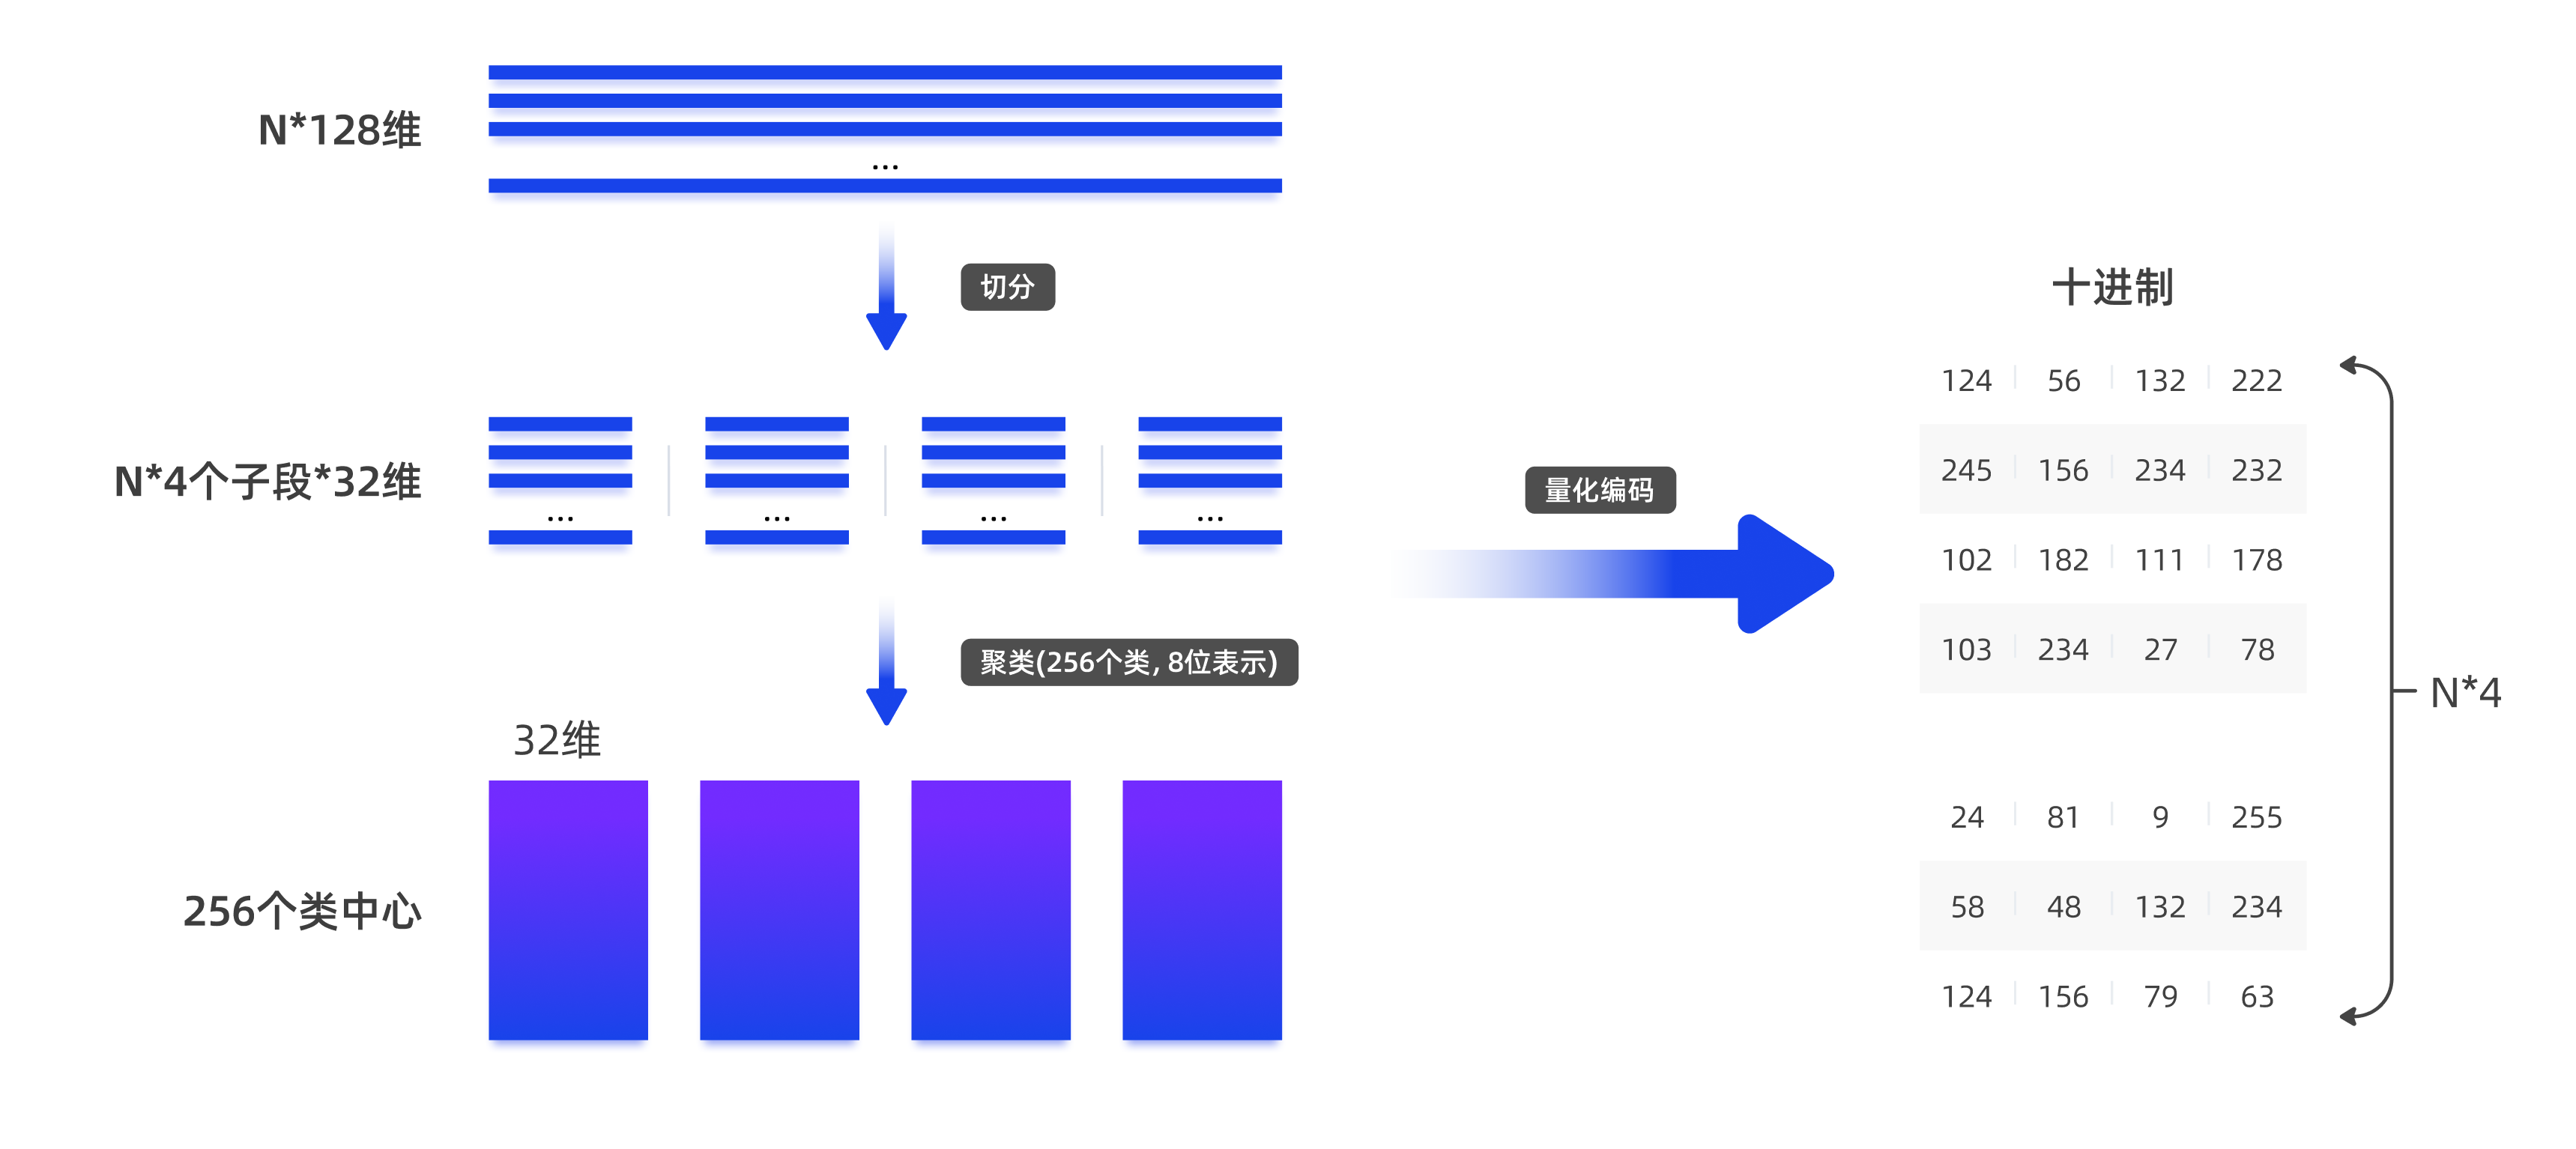 N*128维
...
切分
N*4个子段*32维
... ... ... ...
聚类(256个类, 8位表示)
32维
256个类中心
量化编码
十进制
124 56 132 222
245 156 234 232
102 182 111 178
103 234 27 78
24 81 9 255
58 48 132 234
124 156 79 63
N*4